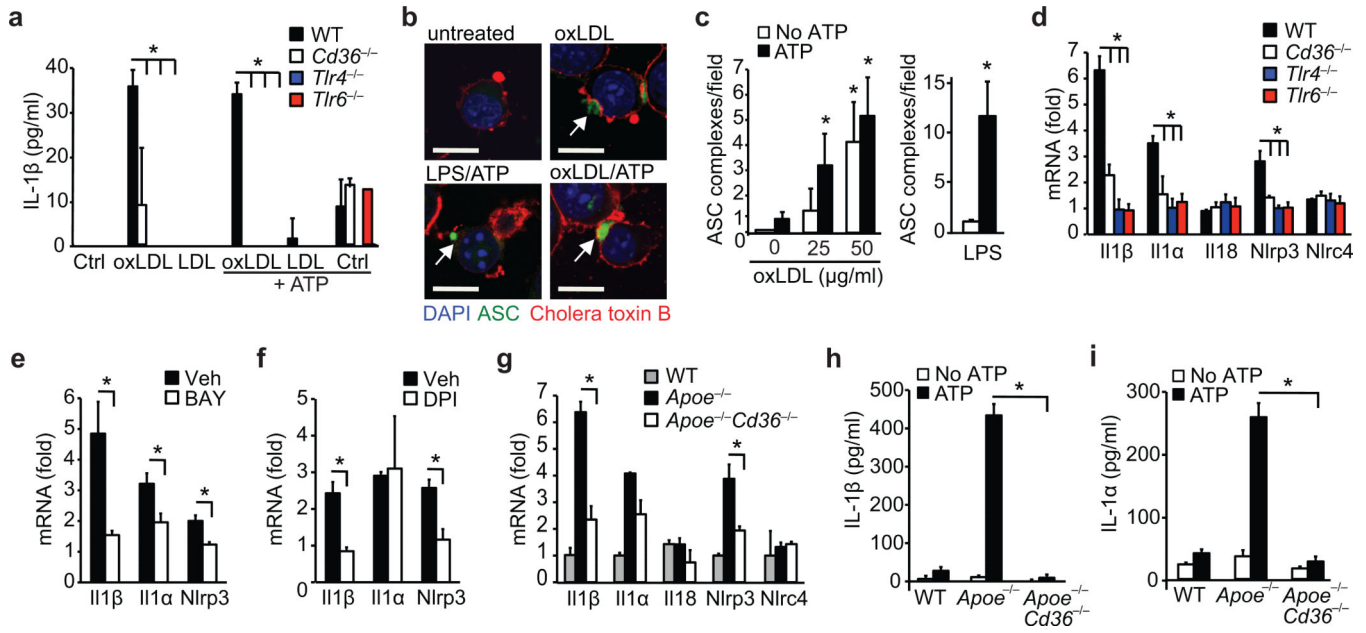 a
WT
Cd36–/–
Tlr4–/–
Tlr6–/–
*
*
IL-1β (pg/ml)
40
30
20
10
0
Ctrl oxLDL LDL oxLDL LDL Ctrl
+ ATP
b
untreated oxLDL
LPS/ATP oxLDL/ATP
DAPI ASC Cholera toxin B
c
No ATP
ATP
ASC complexes/field
6
5
4
3
2
1
0
* * *
0 25 50
oxLDL (µg/ml)
ASC complexes/field
15
10
5
0
*
LPS
d
WT
Cd36–/–
Tlr4–/–
Tlr6–/–
mRNA (fold)
8
6
4
2
0
* * *
Il1β Il1α Il18 Nlrp3 Nlrc4
e
Veh
BAY
mRNA (fold)
6
5
4
3
2
1
0
* * *
Il1β Il1α Nlrp3
f
Veh
DPI
mRNA (fold)
5
3
2
1
0
* *
Il1β Il1α Nlrp3
g
WT
Apoe–/–
Apoe–/–Cd36–/–
mRNA (fold)
7
6
5
4
3
2
1
0
* *
Il1β Il1α Il18 Nlrp3 Nlrc4
h
No ATP
ATP
IL-1β (pg/ml)
500
400
300
200
100
0
*
WT Apoe–/– Apoe–/–
Cd36–/–
i
No ATP
ATP
IL-1α (pg/ml)
300
200
100
0
*
WT Apoe–/– Apoe–/–
Cd36–/–